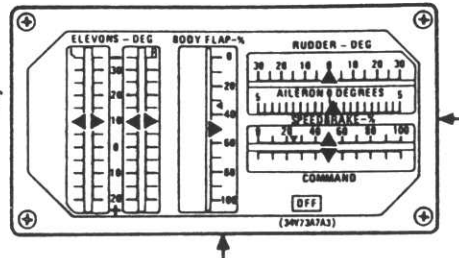 ELEVONS - DEG
L R
30
20
10
0
10
20
BODY FLAP-%
0
20
40
60
80
100
RUDDER - DEG
30 20 10 0 10 20 30
AILERON DEGREES
5 0 5
SPEEDBRAKE-%
0 20 40 60 80 100
COMMAND
OFF
(34V73A7A3)